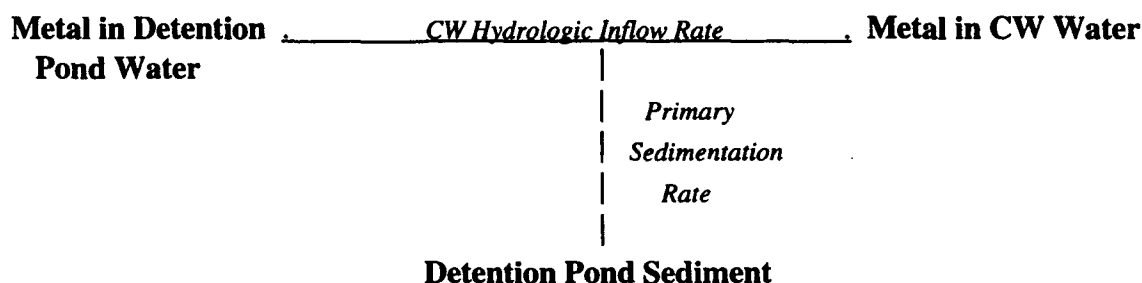 Metal in Detention CW Hydrologic Inflow Rate Metal in CW Water
Pond Water
Primary
Sedimentation
Rate
Detention Pond Sediment